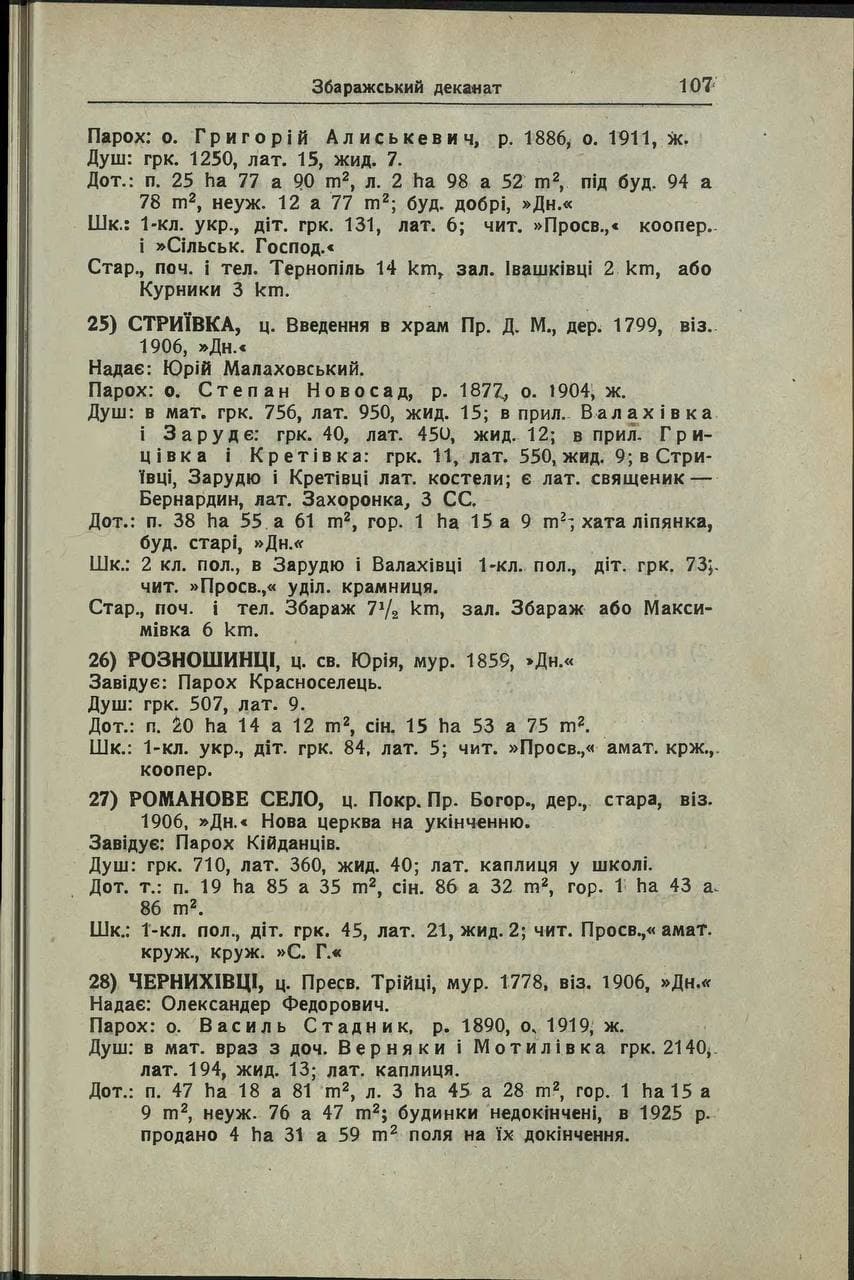 Збаражський деканат 107
Парох: о. Григорій Алиськевич, р. 1886, о. 1911, ж.
Душ: грк. 1250, лат. 15, жид. 7.
Дот.: п. 25 ha 77 a 90 m², л. 2 ha 98 a 52 m², під буд. 94 a
78 m², неуж. 12 a 77 m²; буд. добрі, »Дн.«
Шк.: 1-кл. укр., діт. грк. 131, лат. 6; чит. »Просв.,« коопер.
і »Сільськ. Господ.«
Стар., поч. і тел. Тернопіль 14 km, зал. Івашківці 2 km, або
Курники 3 km.
25) СТРИЇВКА, ц. Введення в храм Пр. Д. М., дер. 1799, віз.
1906, »Дн.«
Надає: Юрій Малаховський.
Парох: о. Степан Новосад, р. 1877, о. 1904, ж.
Душ: в мат. грк. 756, лат. 950, жид. 15; в прил. Валахівка
і Зарудє: грк. 40, лат. 450, жид. 12; в прил. Гри-
цівка і Кретівка: грк. 11, лат. 550, жид. 9; в Стри-
ївці, Зарудю і Кретівці лат. костели; є лат. священик —
Бернардин, лат. Захоронка, 3 СС.
Дот.: п. 38 ha 55 a 61 m², гор. 1 ha 15 a 9 m²; хата ліпянка,
буд. старі, »Дн.«
Шк.: 2 кл. пол., в Зарудю і Валахівці 1-кл. пол., діт. грк. 73;
чит. »Просв.,« уділ. крамниця.
Стар., поч. і тел. Збараж 7½ km, зал. Збараж або Макси-
мівка 6 km.
26) РОЗНОШИНЦІ, ц. св. Юрія, мур. 1859, »Дн.«
Завідує: Парох Красноселець.
Душ: грк. 507, лат. 9.
Дот.: п. 20 ha 14 a 12 m², сін. 15 ha 53 a 75 m².
Шк.: 1-кл. укр., діт. грк. 84, лат. 5; чит. »Просв.,« амат. крж.,
коопер.
27) РОМАНОВЕ СЕЛО, ц. Покр. Пр. Богор., дер., стара, віз.
1906, »Дн.« Нова церква на укінченню.
Завідує: Парох Кійданців.
Душ: грк. 710, лат. 360, жид. 40; лат. каплиця у школі.
Дот. т.: п. 19 ha 85 a 35 m², сін. 86 a 32 m², гор. 1 ha 43 a
86 m².
Шк.: 1-кл. пол., діт. грк. 45, лат. 21, жид. 2; чит. Просв.,« амат.
круж., круж. »С. Г.«
28) ЧЕРНИХІВЦІ, ц. Пресв. Трійці, мур. 1778, віз. 1906, »Дн.«
Надає: Олександер Федорович.
Парох: о. Василь Стадник, р. 1890, о. 1919, ж.
Душ: в мат. враз з доч. Верняки і Мотилівка грк. 2140,
лат. 194, жид. 13; лат. каплиця.
Дот.: п. 47 ha 18 a 81 m², л. 3 ha 45 a 28 m², гор. 1 ha 15 a
9 m², неуж. 76 a 47 m²; будинки недокінчені, в 1925 р.
продано 4 ha 31 a 59 m² поля на їх докінчення.